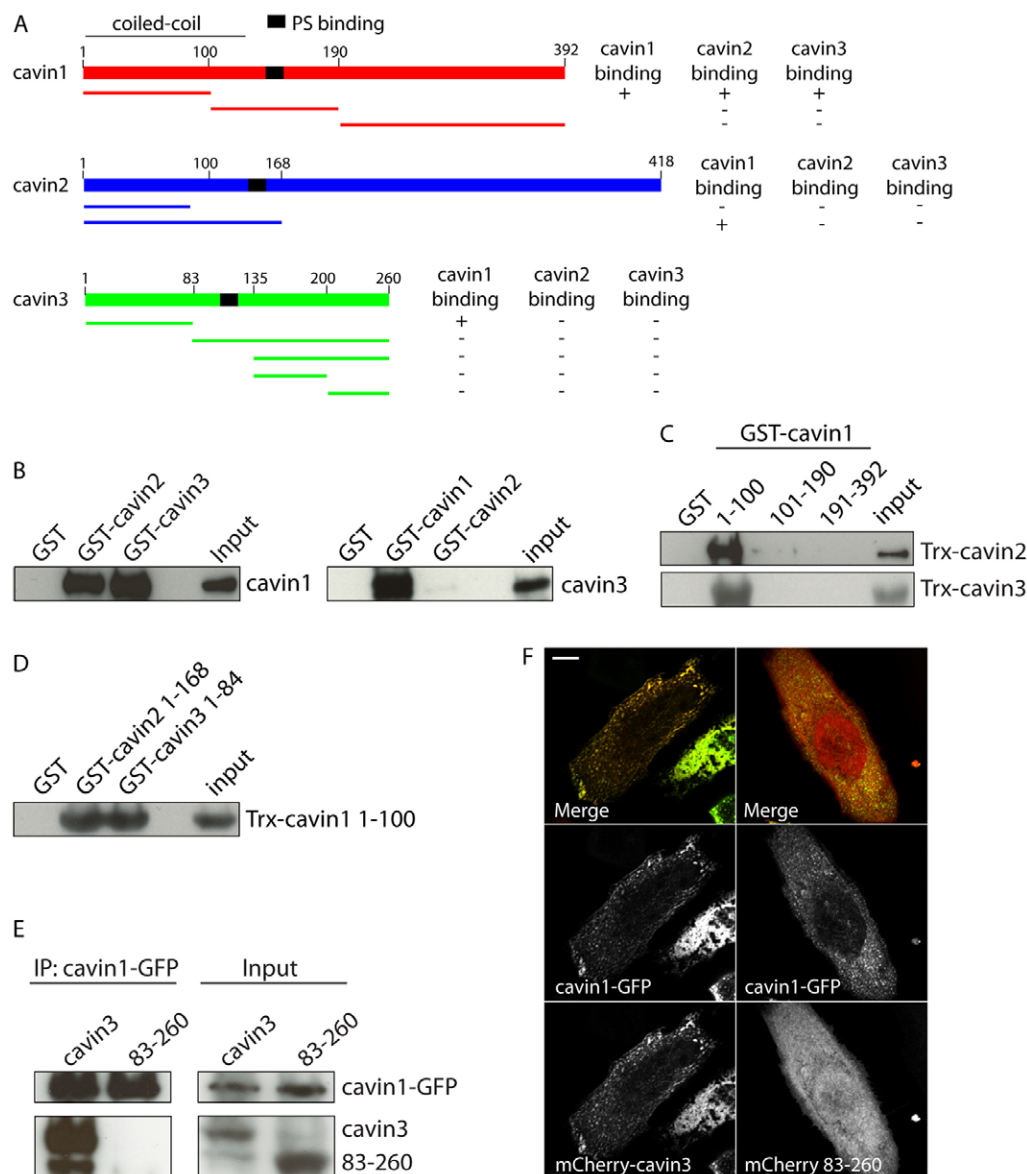 A
coiled-coil
PS binding
1 100 190 392
cavin1
cavin1 binding
cavin2 binding
cavin3 binding
+ + +
- -
- -
1 100 168 418
cavin2
cavin1 binding
cavin2 binding
cavin3 binding
- - -
+ - -
1 83 135 200 260
cavin3
cavin1 binding
cavin2 binding
cavin3 binding
+ - -
- - -
- - -
- - -
- - -
B
GST
GST-cavin2
GST-cavin3
input
cavin1
GST
GST-cavin1
GST-cavin2
input
cavin3
C
GST-cavin1
GST
1-100
101-190
191-392
input
Trx-cavin2
Trx-cavin3
D
GST
GST-cavin2 1-168
GST-cavin3 1-84
input
Trx-cavin1 1-100
E
IP: cavin1-GFP
Input
cavin3
83-260
cavin3
83-260
cavin1-GFP
cavin3
83-260
F
Merge
Merge
cavin1-GFP
cavin1-GFP
mCherry-cavin3
mCherry 83-260